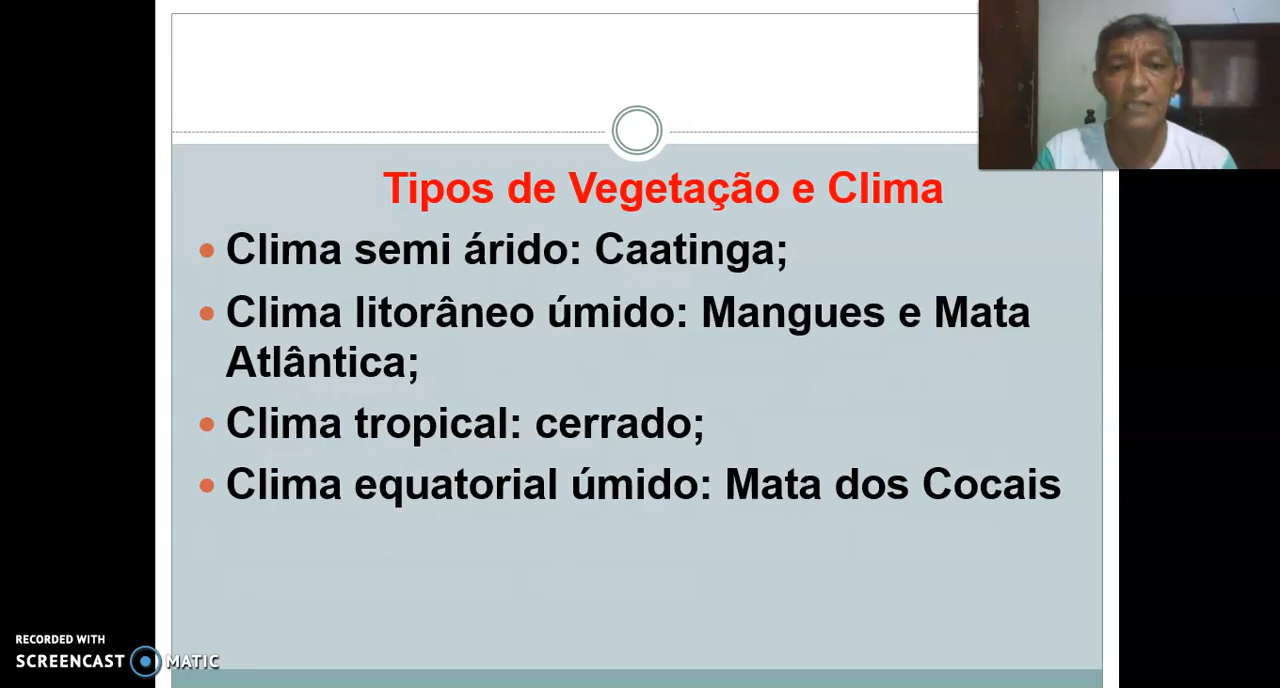 Tipos de Vegetação e Clima
Clima semi árido: Caatinga;
Clima litorâneo úmido: Mangues e Mata
Atlântica;
Clima tropical: cerrado;
Clima equatorial úmido: Mata dos Cocais
RECORDED WITH
SCREENCAST MATIC